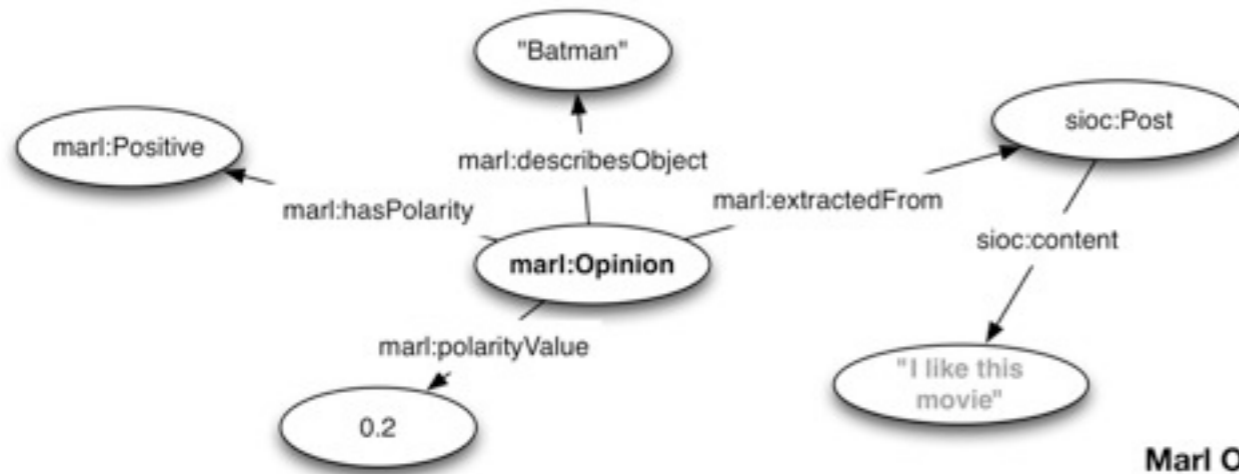 "Batman"
sioc:Post
marl:Positive
marl:describesObject
marl:hasPolarity
marl:extractedFrom
sioc:content
marl:Opinion
marl:polarityValue
"I like this
movie"
0.2
Marl O